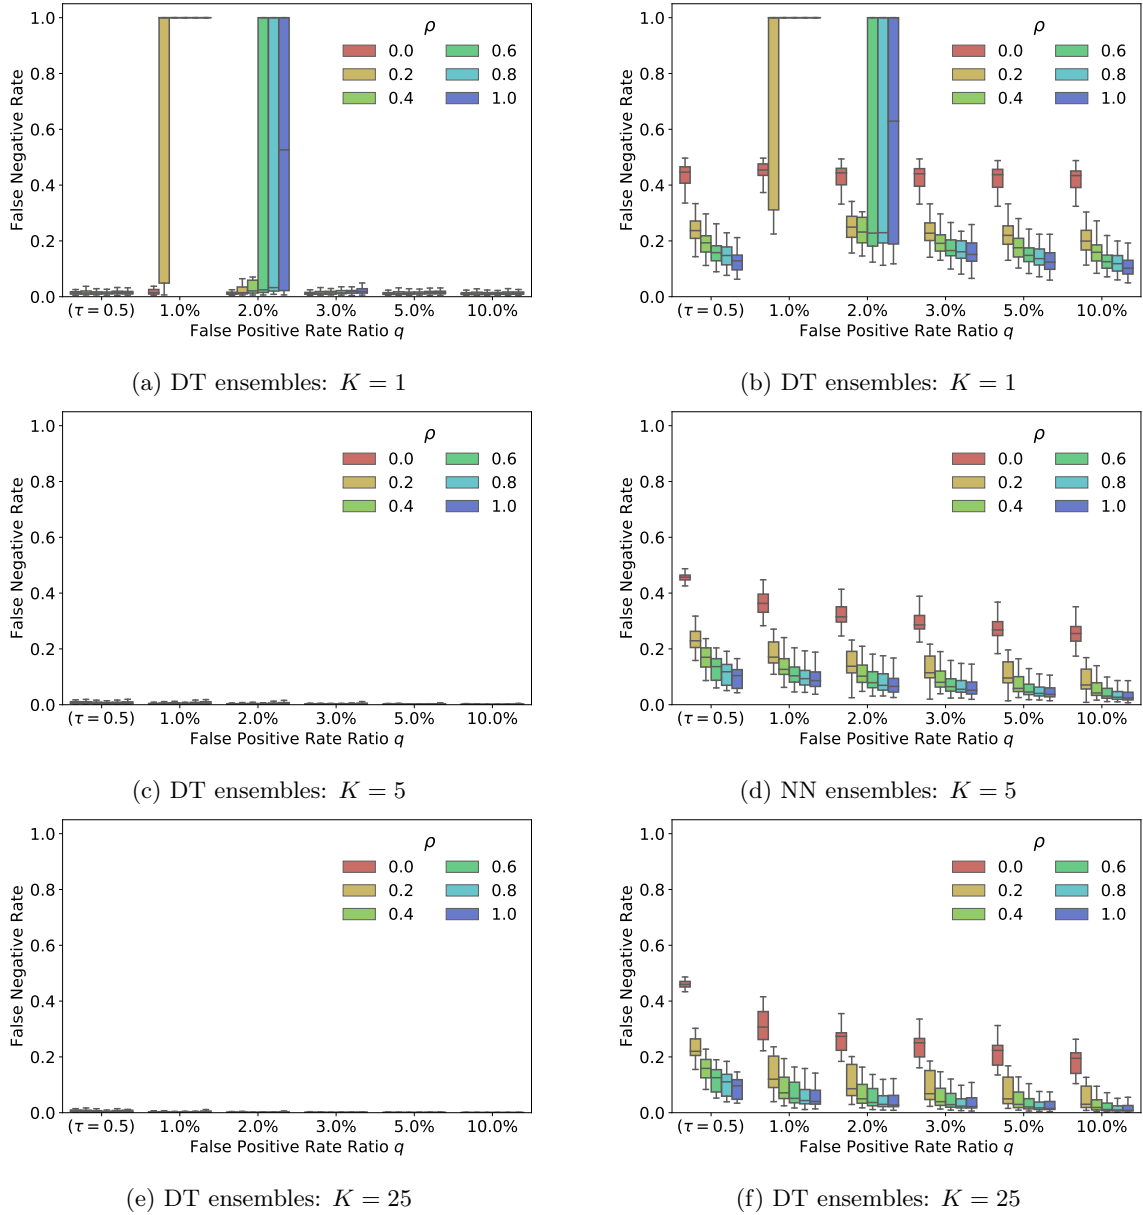 1.0
0.8
0.6
0.4
0.2
0.0
False Negative Rate
ρ
0.0 0.6
0.2 0.8
0.4 1.0
(τ = 0.5) 1.0% 2.0% 3.0% 5.0% 10.0%
False Positive Rate Ratio q
(a) DT ensembles: K = 1
1.0
0.8
0.6
0.4
0.2
0.0
False Negative Rate
ρ
0.0 0.6
0.2 0.8
0.4 1.0
(τ = 0.5) 1.0% 2.0% 3.0% 5.0% 10.0%
False Positive Rate Ratio q
(b) DT ensembles: K = 1
1.0
0.8
0.6
0.4
0.2
0.0
False Negative Rate
ρ
0.0 0.6
0.2 0.8
0.4 1.0
(τ = 0.5) 1.0% 2.0% 3.0% 5.0% 10.0%
False Positive Rate Ratio q
(c) DT ensembles: K = 5
1.0
0.8
0.6
0.4
0.2
0.0
False Negative Rate
ρ
0.0 0.6
0.2 0.8
0.4 1.0
(τ = 0.5) 1.0% 2.0% 3.0% 5.0% 10.0%
False Positive Rate Ratio q
(d) NN ensembles: K = 5
1.0
0.8
0.6
0.4
0.2
0.0
False Negative Rate
ρ
0.0 0.6
0.2 0.8
0.4 1.0
(τ = 0.5) 1.0% 2.0% 3.0% 5.0% 10.0%
False Positive Rate Ratio q
(e) DT ensembles: K = 25
1.0
0.8
0.6
0.4
0.2
0.0
False Negative Rate
ρ
0.0 0.6
0.2 0.8
0.4 1.0
(τ = 0.5) 1.0% 2.0% 3.0% 5.0% 10.0%
False Positive Rate Ratio q
(f) DT ensembles: K = 25